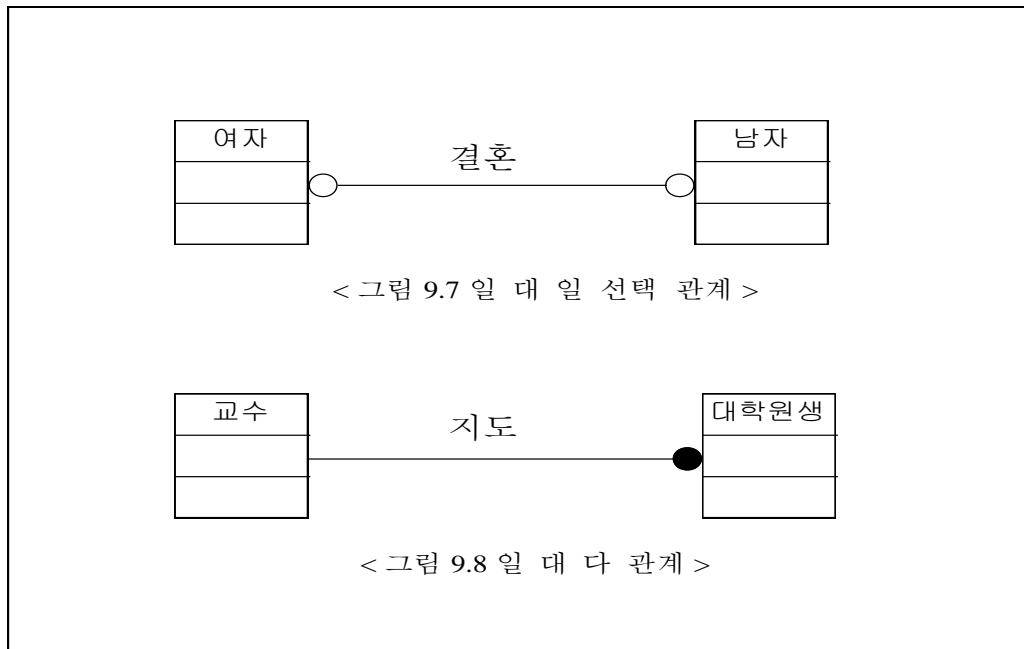 여자
남자
결혼
< 그림 9.7 일 대 일 선택 관계 >
교수
대학원생
지도
< 그림 9.8 일 대 다 관계 >